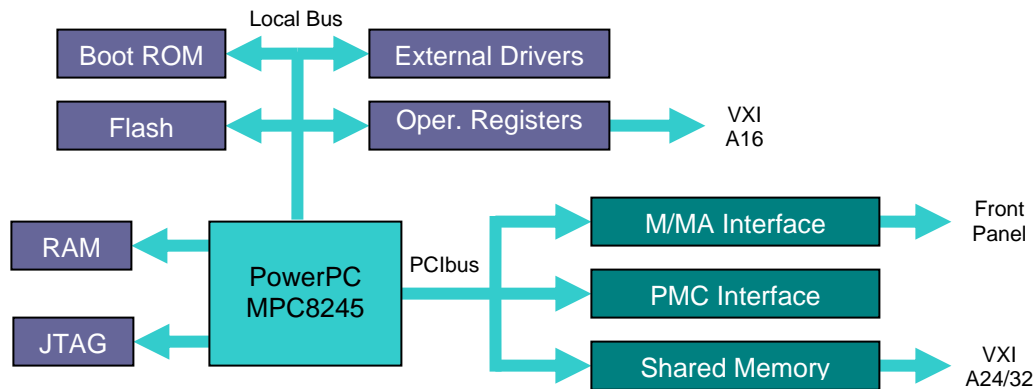 Local Bus
Boot ROM
External Drivers
Flash
Oper. Registers
VXI
A16
RAM
PowerPC
MPC8245
JTAG
PCIbus
M/MA Interface
Front
Panel
PMC Interface
Shared Memory
VXI
A24/32